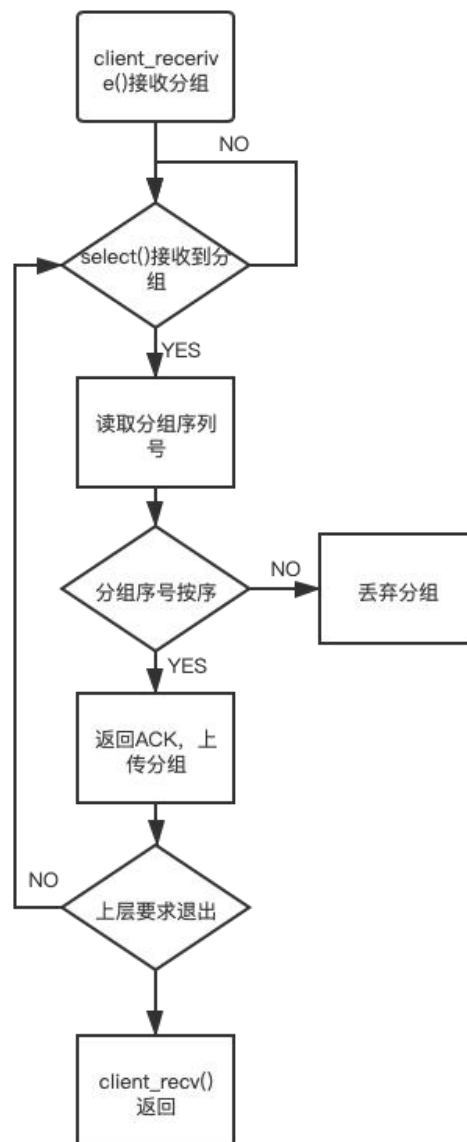 client_receriv
e()接收分组
NO
select()接收到分
组
YES
读取分组序列
号
分组序号按序
NO
丢弃分组
YES
返回ACK，上
传分组
NO
上层要求退出
client_recv()
返回